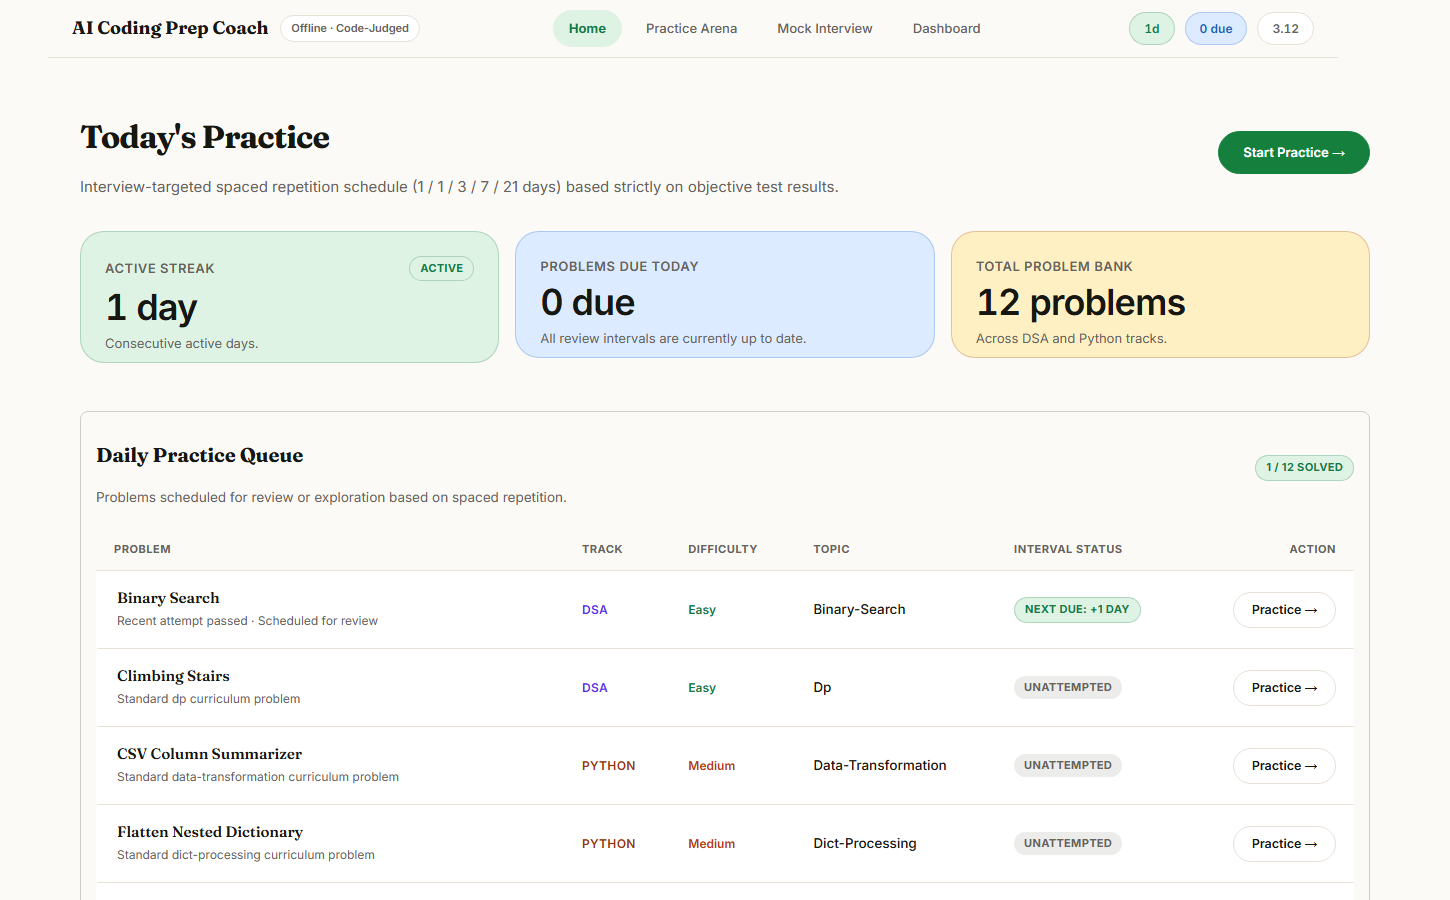 AI Coding Prep Coach
Offline · Code-Judged
Home
Practice Arena
Mock Interview
Dashboard
1d
0 due
3.12
Today's Practice
Start Practice →
Interview-targeted spaced repetition schedule (1 / 1 / 3 / 7 / 21 days) based strictly on objective test results.
ACTIVE STREAK
ACTIVE
1 day
Consecutive active days.
PROBLEMS DUE TODAY
0 due
All review intervals are currently up to date.
TOTAL PROBLEM BANK
12 problems
Across DSA and Python tracks.
Daily Practice Queue
1 / 12 SOLVED
Problems scheduled for review or exploration based on spaced repetition.
PROBLEM TRACK DIFFICULTY TOPIC INTERVAL STATUS ACTION
Binary Search
Recent attempt passed · Scheduled for review
DSA
Easy
Binary-Search
NEXT DUE: +1 DAY
Practice →
Climbing Stairs
Standard dp curriculum problem
DSA
Easy
Dp
UNATTEMPTED
Practice →
CSV Column Summarizer
Standard data-transformation curriculum problem
PYTHON
Medium
Data-Transformation
UNATTEMPTED
Practice →
Flatten Nested Dictionary
Standard dict-processing curriculum problem
PYTHON
Medium
Dict-Processing
UNATTEMPTED
Practice →